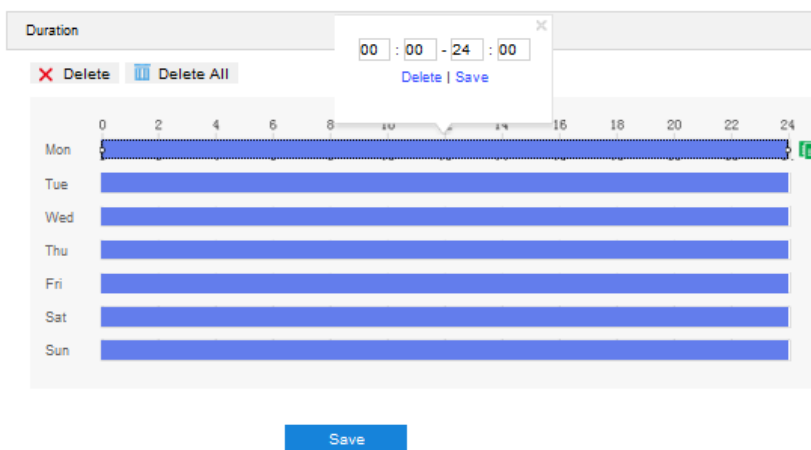 Duration
00 : 00 - 24 : 00
Delete | Save
Delete Delete All
0 2 4 6 8 10 12 14 16 18 20 22 24
Mon
Tue
Wed
Thu
Fri
Sat
Sun
Save